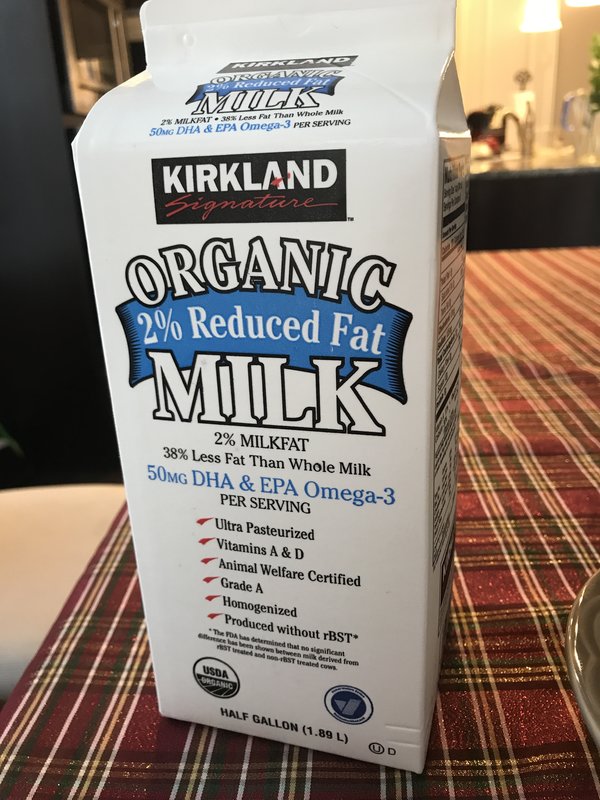 KIRKLAND
ORGANIC
2% Reduced Fat
MILK
2% MILKFAT • 38% Less Fat Than Whole Milk
50MG DHA & EPA Omega-3 PER SERVING
KIRKLAND
Signature™
ORGANIC
2% Reduced Fat
MILK
2% MILKFAT
38% Less Fat Than Whole Milk
50MG DHA & EPA Omega-3
PER SERVING
Ultra Pasteurized
Vitamins A & D
Animal Welfare Certified
Grade A
Homogenized
Produced without rBST*
* The FDA has determined that no significant
difference has been shown between milk derived from
rBST treated and non-rBST treated cows.
USDA
ORGANIC
HALF GALLON (1.89 L)
U D